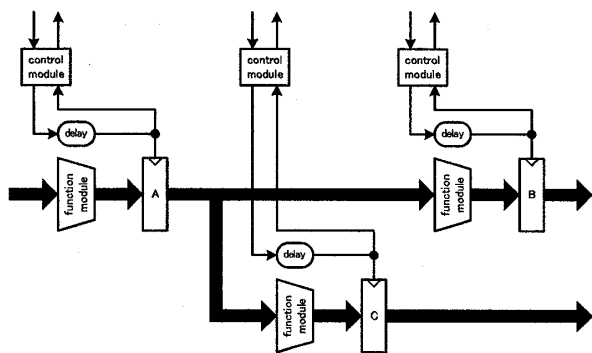 control
module
control
module
control
module
delay
delay
function
module
A
function
module
B
delay
function
module
C